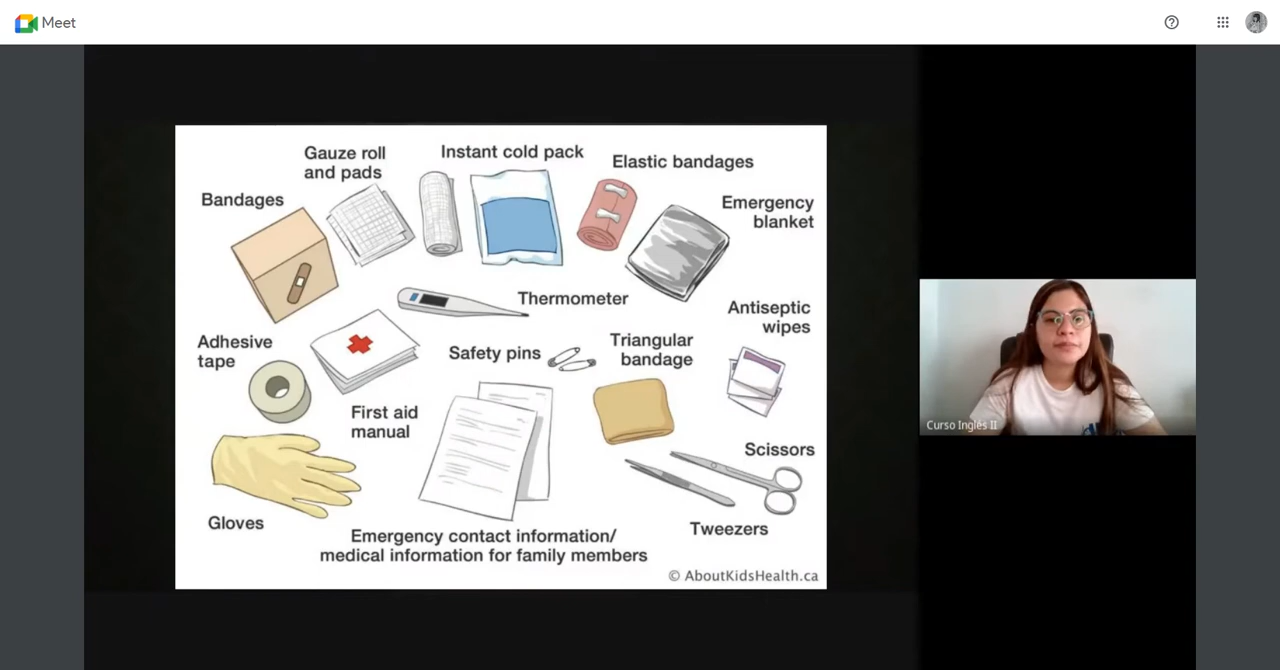 Meet
Gauze roll
and pads
Instant cold pack
Elastic bandages
Bandages
Emergency
blanket
Thermometer
Antiseptic
wipes
Adhesive
tape
Safety pins
Triangular
bandage
First aid
manual
Scissors
Gloves
Tweezers
Emergency contact information/
medical information for family members
© AboutKidsHealth.ca
Curso Inglés II